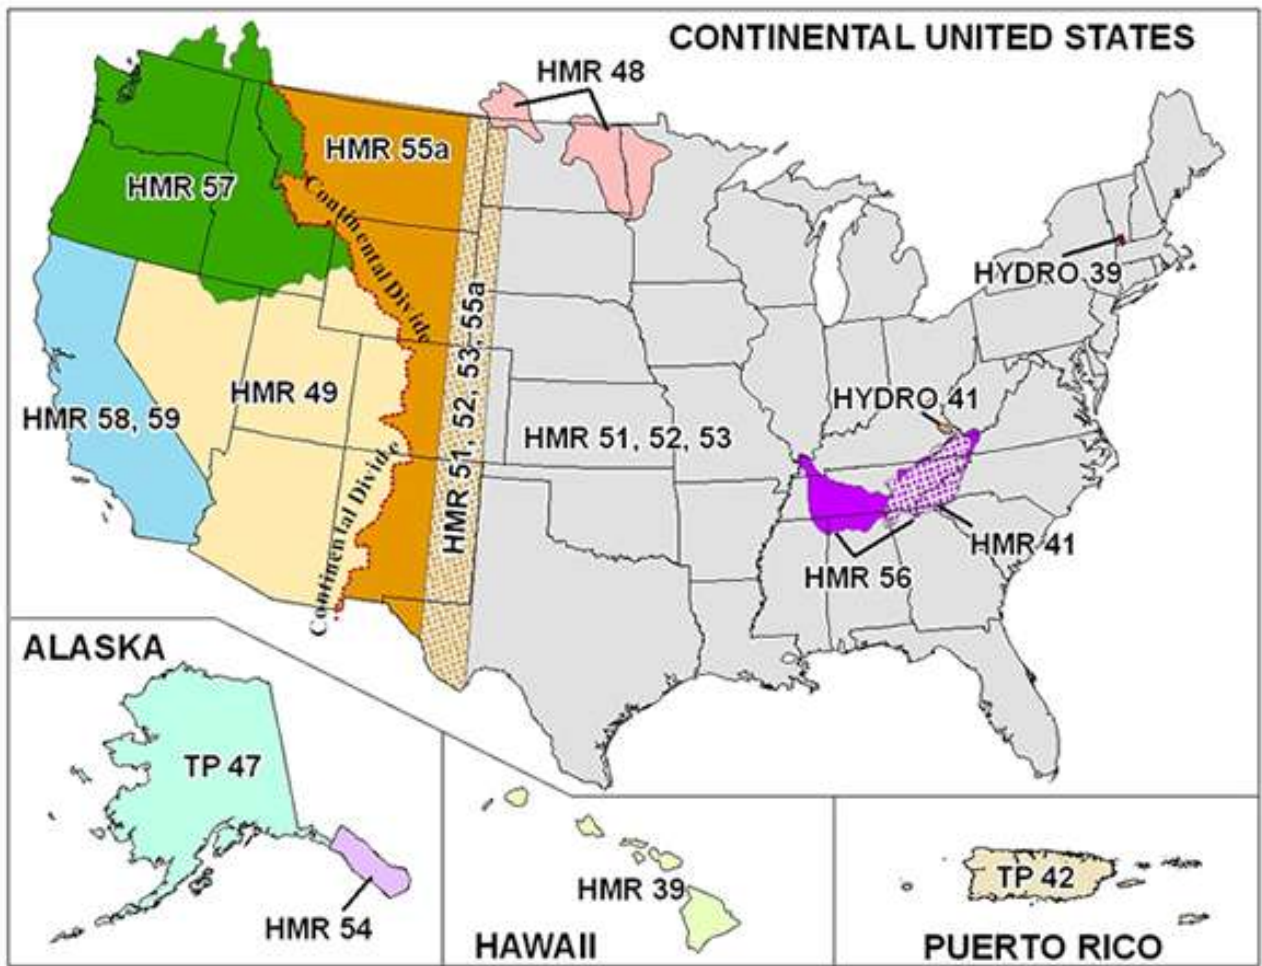 CONTINENTAL UNITED STATES
HMR 48
HMR 55a
HMR 57
Continental Divide
HYDRO 39
HMR 51, 52, 53, 55a
HMR 49
HYDRO 41
HMR 58, 59
HMR 51, 52, 53
Continental Divide
HMR 41
HMR 56
ALASKA
TP 47
HMR 54
HMR 39
HAWAII
TP 42
PUERTO RICO